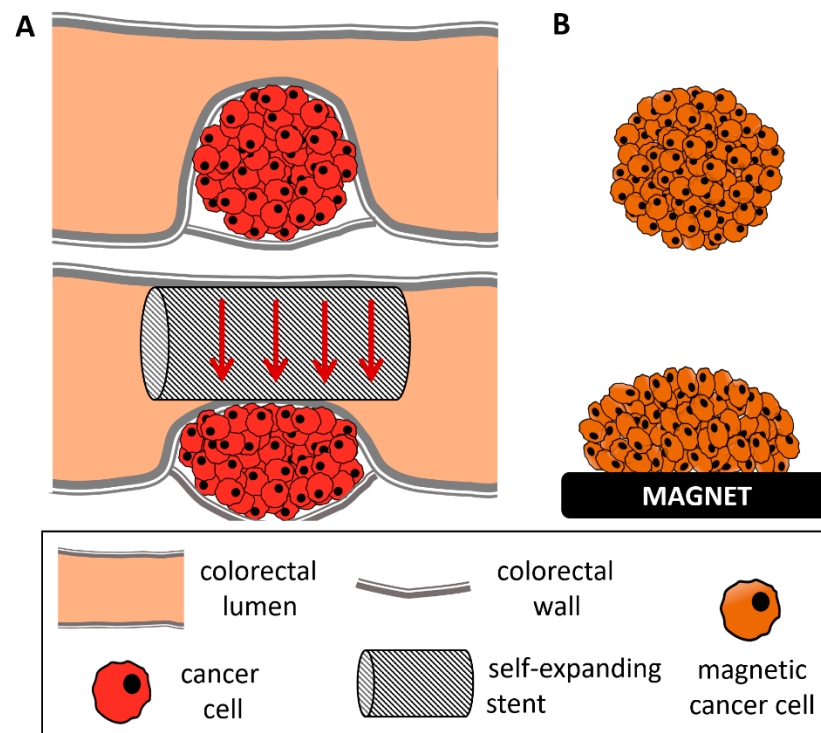 A
B
MAGNET
colorectal
lumen
colorectal
wall
cancer
cell
self-expanding
stent
magnetic
cancer cell